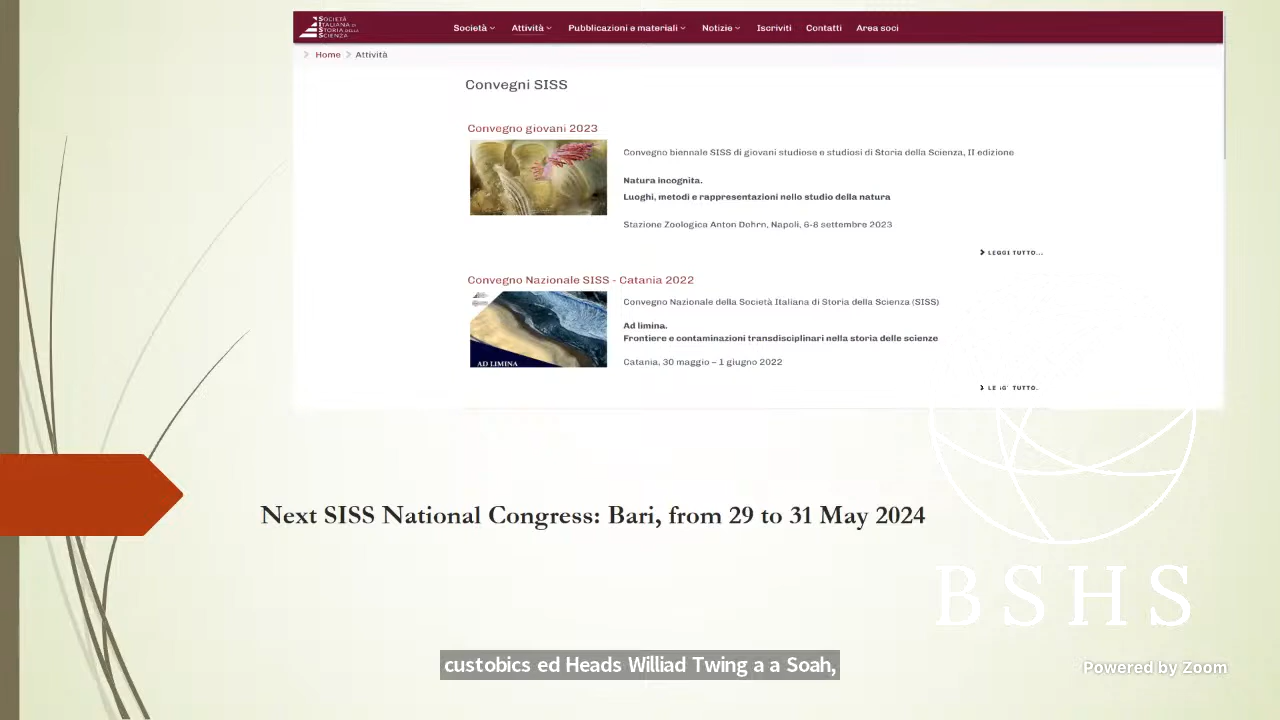 SOCIETÀ
ITALIANA DI
STORIA DELLA
SCIENZA
Società Attività Pubblicazioni e materiali Notizie Iscriviti Contatti Area soci
Home Attività
Convegni SISS
Convegno giovani 2023
Convegno biennale SISS di giovani studiose e studiosi di Storia della Scienza, II edizione
Natura incognita.
Luoghi, metodi e rappresentazioni nello studio della natura
Stazione Zoologica Anton Dohrn, Napoli, 6-8 settembre 2023
LEGGI TUTTO...
Convegno Nazionale SISS - Catania 2022
AD LIMINA
Convegno Nazionale della Società Italiana di Storia della Scienza (SISS)
Ad limina.
Frontiere e contaminazioni transdisciplinari nella storia delle scienze
Catania, 30 maggio – 1 giugno 2022
Next SISS National Congress: Bari, from 29 to 31 May 2024
BSHS
custobics ed Heads Williad Twing a a Soah,
Powered by Zoom